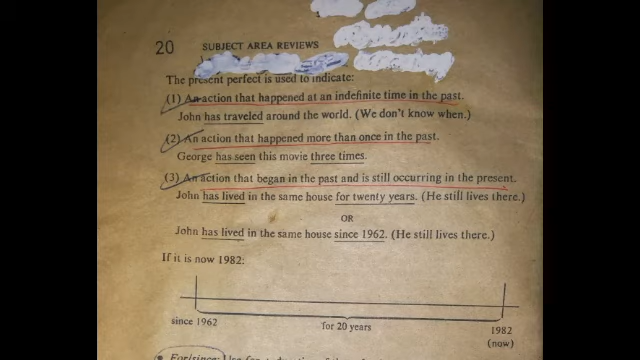 20 SUBJECT AREA REVIEWS
The present perfect is used to indicate:
(1) An action that happened at an indefinite time in the past.
John has traveled around the world. (We don't know when.)
(2) An action that happened more than once in the past.
George has seen this movie three times.
(3) An action that began in the past and is still occurring in the present.
John has lived in the same house for twenty years. (He still lives there.)
OR
John has lived in the same house since 1962. (He still lives there.)
If it is now 1982:
since 1962 for 20 years 1982
(now)
For/since: Use for